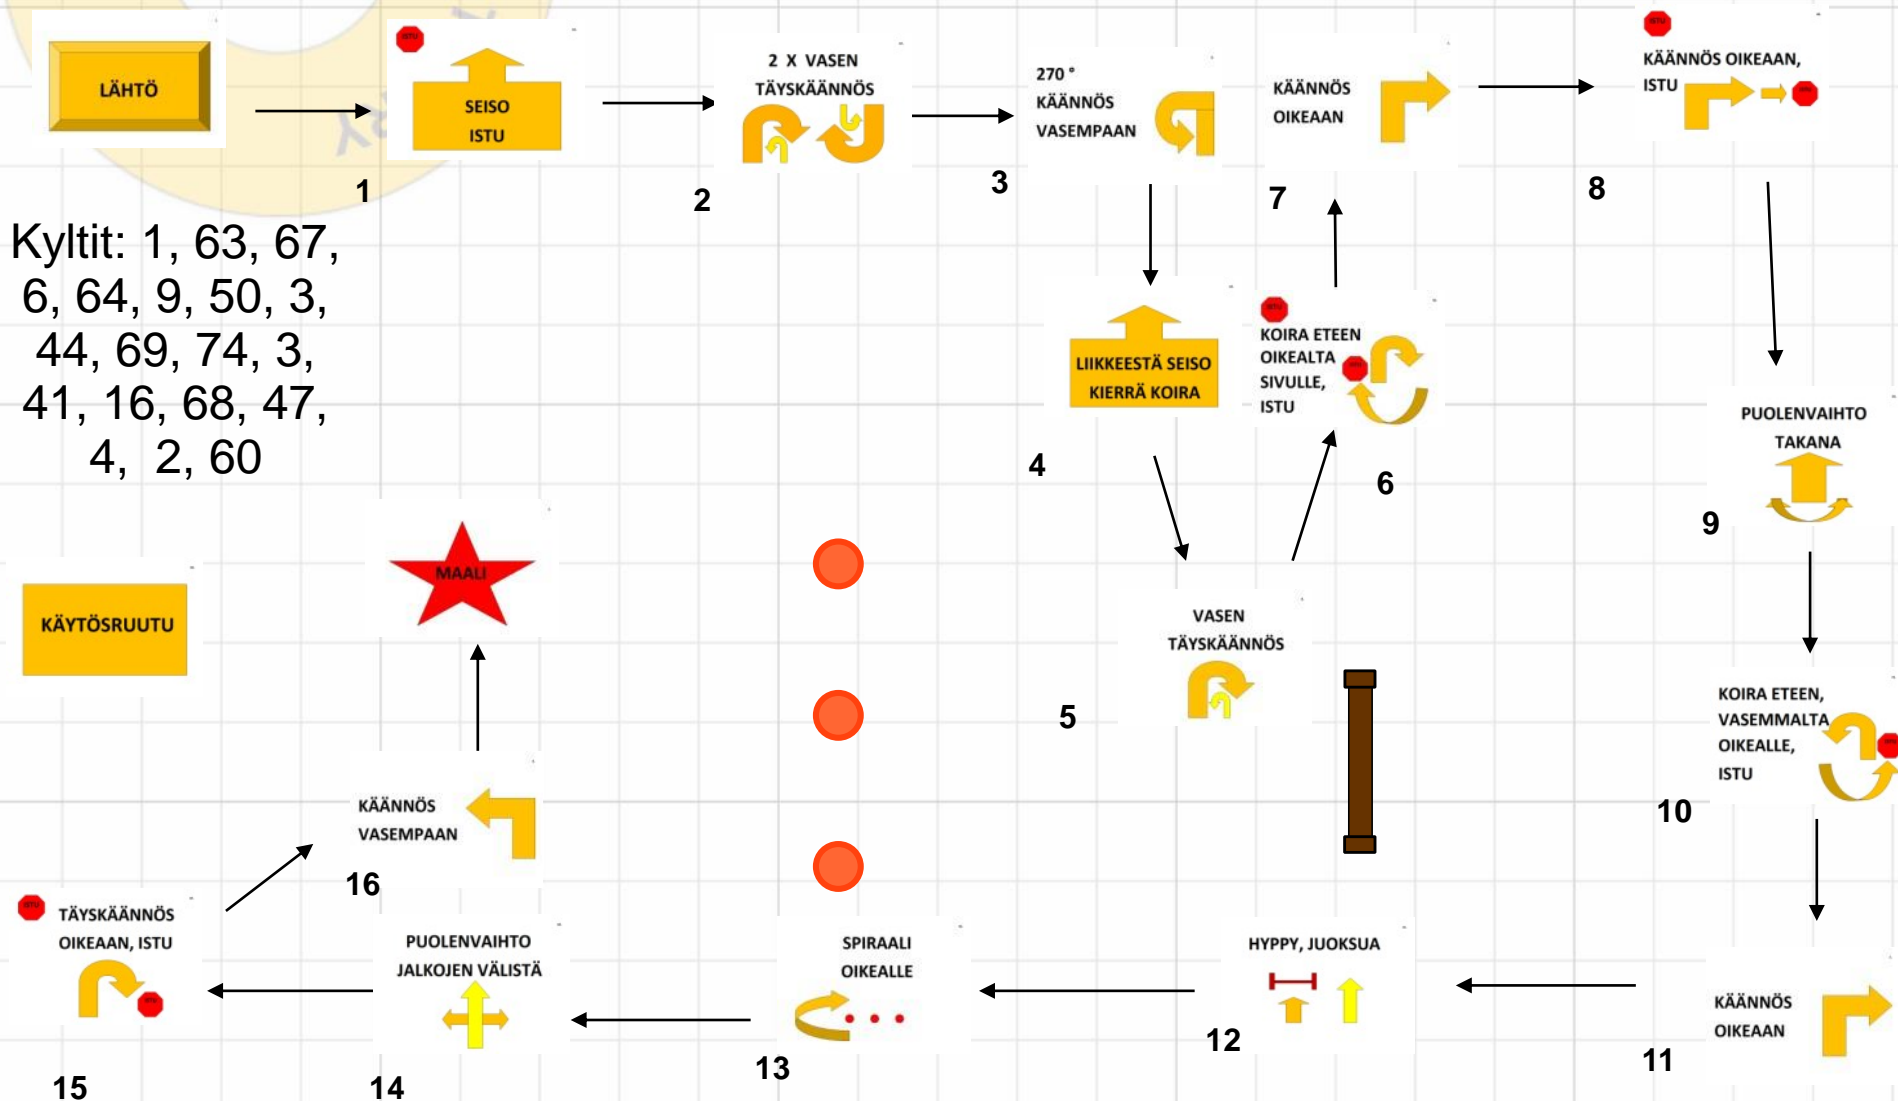 LÄHTÖ
ISTU
SEISO
ISTU
1
2 X VASEN
TÄYSKÄÄNNÖS
2
270 °
KÄÄNNÖS
VASEMPAAN
3
KÄÄNNÖS
OIKEAAN
7
ISTU
KÄÄNNÖS OIKEAAN,
ISTU
8
Kyltit: 1, 63, 67,
6, 64, 9, 50, 3,
44, 69, 74, 3,
41, 16, 68, 47,
4, 2, 60
LIIKKEESTÄ SEISO
KIERRÄ KOIRA
4
ISTU
KOIRA ETEEN
OIKEALTA
SIVULLE,
ISTU
6
PUOLENVAIHTO
TAKANA
9
MAALI
KÄYTÖSRUUTU
VASEN
TÄYSKÄÄNNÖS
5
KOIRA ETEEN,
VASEMMALTA
OIKEALLE,
ISTU
10
KÄÄNNÖS
VASEMPAAN
16
ISTU
TÄYSKÄÄNNÖS
OIKEAAN, ISTU
15
PUOLENVAIHTO
JALKOJEN VÄLISTÄ
14
SPIRAALI
OIKEALLE
13
HYPPY, JUOKSUA
12
KÄÄNNÖS
OIKEAAN
11